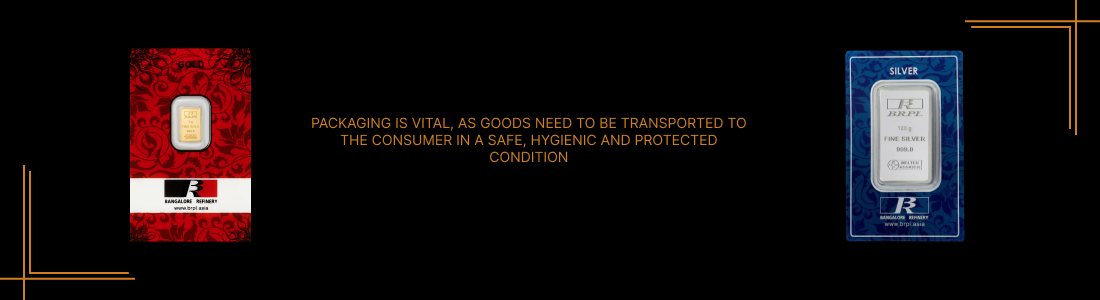 GOLD
BANGALORE REFINERY
www.brpl.asia
PACKAGING IS VITAL, AS GOODS NEED TO BE TRANSPORTED TO
THE CONSUMER IN A SAFE, HYGIENIC AND PROTECTED
CONDITION
SILVER
BRPL
100 g
FINE SILVER
999.0
BANGALORE REFINERY
www.brpl.asia